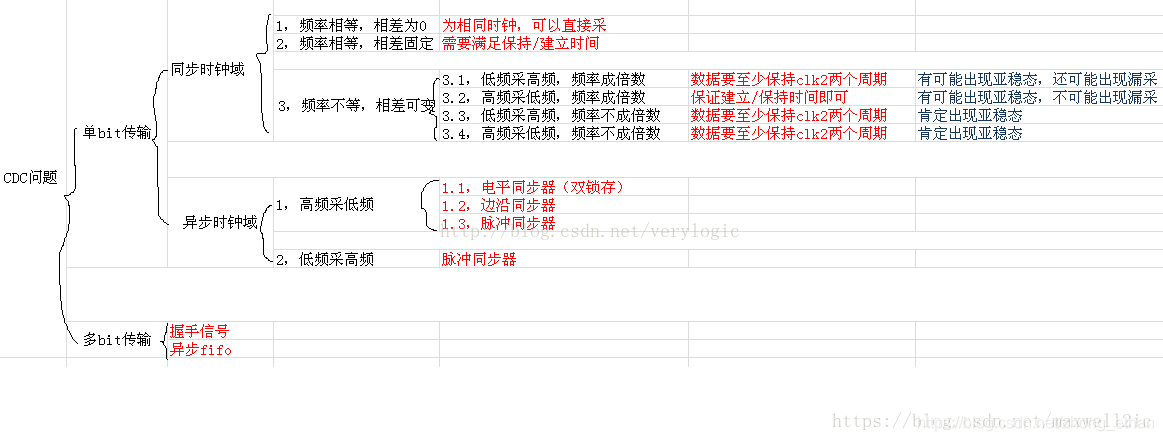 1，频率相等，相差为0 为相同时钟，可以直接采
2，频率相等，相差固定 需要满足保持/建立时间
同步时钟域
3.1，低频采高频，频率成倍数 数据要至少保持clk2两个周期 有可能出现亚稳态，还可能出现漏采
3，频率不等，相差可变 3.2，高频采低频，频率成倍数 保证建立/保持时间即可 有可能出现亚稳态，不可能出现漏采
3.3，低频采高频，频率不成倍数 数据要至少保持clk2两个周期 肯定出现亚稳态
单bit传输 3.4，高频采低频，频率不成倍数 数据要至少保持clk2两个周期 肯定出现亚稳态
CDC问题
1.1，电平同步器（双锁存）
1，高频采低频 1.2，边沿同步器
异步时钟域 1.3，脉冲同步器
http://blog.csdn.net/verylogic
2，低频采高频 脉冲同步器
握手信号
多bit传输
异步fifo
https://blog.csdn.net/maxwell2ic